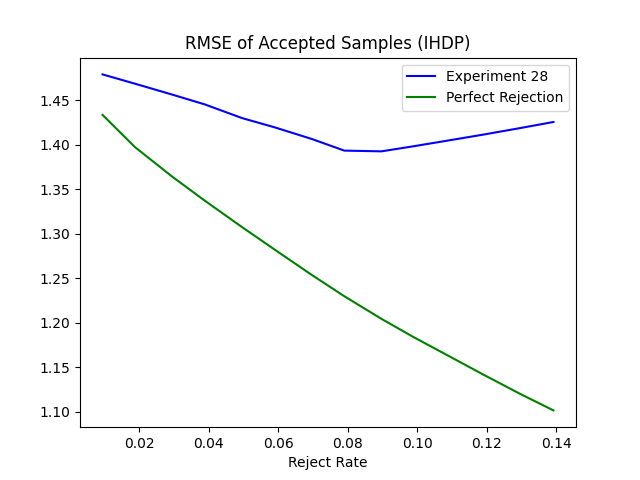 RMSE of Accepted Samples (IHDP)
Experiment 28
Perfect Rejection
1.45
1.40
1.35
1.30
1.25
1.20
1.15
1.10
0.02 0.04 0.06 0.08 0.10 0.12 0.14
Reject Rate